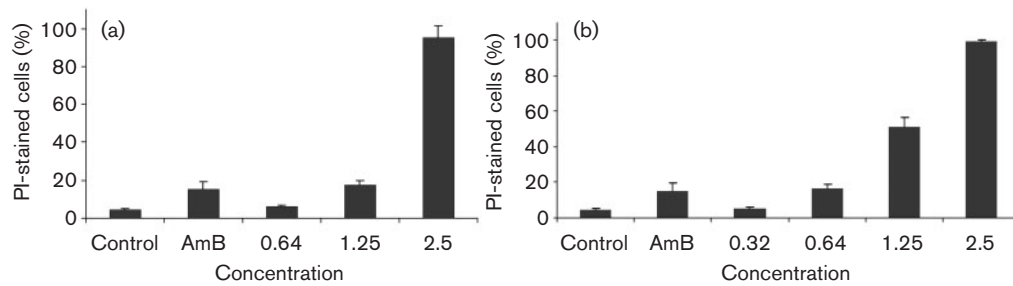 (a)
PI-stained cells (%)
100
80
60
40
20
0
Control AmB 0.64 1.25 2.5
Concentration
(b)
PI-stained cells (%)
100
80
60
40
20
0
Control AmB 0.32 0.64 1.25 2.5
Concentration